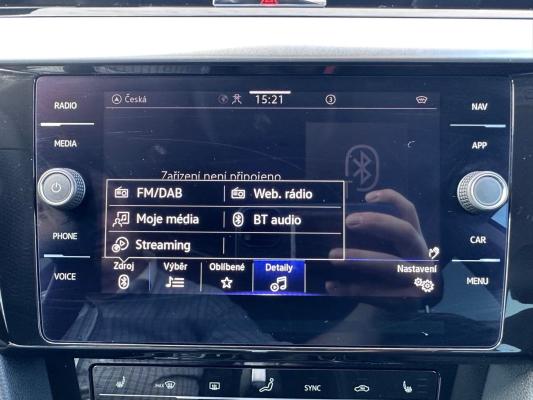 RADIO
MEDIA
PHONE
VOICE
Česká
15:21
3
Zařízení není připojeno
FM/DAB
Web. rádio
Moje média
BT audio
Streaming
Zdroj
Výběr
Oblíbené
Detaily
Nastavení
NAV
APP
CAR
MENU
MAX
SYNC